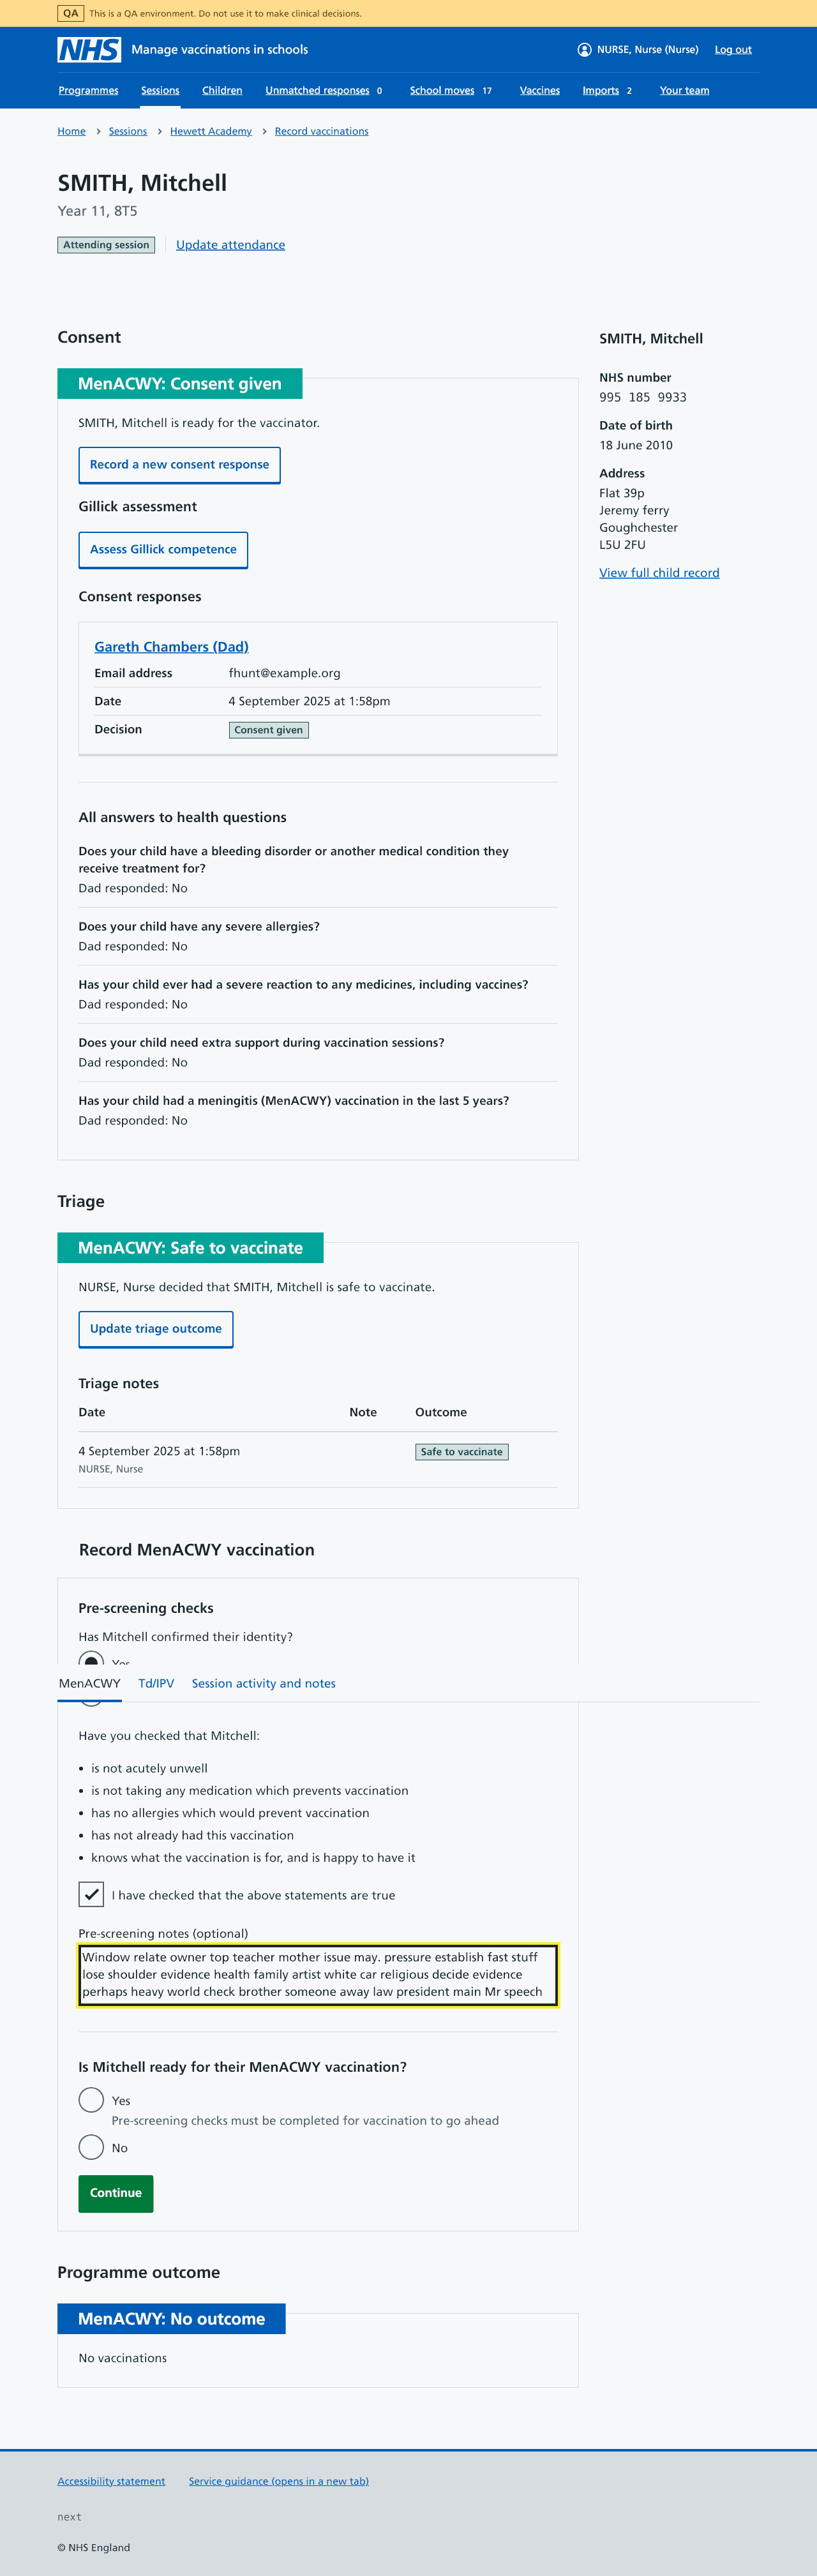 QA This is a QA environment. Do not use it to make clinical decisions.
NHS Manage vaccinations in schools NURSE, Nurse (Nurse) Log out
Programmes Sessions Children Unmatched responses 0 School moves 17 Vaccines Imports 2 Your team
Home Sessions Hewett Academy Record vaccinations
SMITH, Mitchell
Year 11, 8T5
Attending session Update attendance
Consent
MenACWY: Consent given
SMITH, Mitchell is ready for the vaccinator.
Record a new consent response
Gillick assessment
Assess Gillick competence
Consent responses
Gareth Chambers (Dad)
Email address fhunt@example.org
Date 4 September 2025 at 1:58pm
Decision Consent given
All answers to health questions
Does your child have a bleeding disorder or another medical condition they
receive treatment for?
Dad responded: No
Does your child have any severe allergies?
Dad responded: No
Has your child ever had a severe reaction to any medicines, including vaccines?
Dad responded: No
Does your child need extra support during vaccination sessions?
Dad responded: No
Has your child had a meningitis (MenACWY) vaccination in the last 5 years?
Dad responded: No
SMITH, Mitchell
NHS number
995 185 9933
Date of birth
18 June 2010
Address
Flat 39p
Jeremy ferry
Goughchester
L5U 2FU
View full child record
Triage
MenACWY: Safe to vaccinate
NURSE, Nurse decided that SMITH, Mitchell is safe to vaccinate.
Update triage outcome
Triage notes
Date Note Outcome
4 September 2025 at 1:58pm Safe to vaccinate
NURSE, Nurse
Record MenACWY vaccination
Pre-screening checks
Has Mitchell confirmed their identity?
Yes
MenACWY Td/IPV Session activity and notes
Have you checked that Mitchell:
• is not acutely unwell
• is not taking any medication which prevents vaccination
• has no allergies which would prevent vaccination
• has not already had this vaccination
• knows what the vaccination is for, and is happy to have it
I have checked that the above statements are true
Pre-screening notes (optional)
Window relate owner top teacher mother issue may. pressure establish fast stuff
lose shoulder evidence health family artist white car religious decide evidence
perhaps heavy world check brother someone away law president main Mr speech
Is Mitchell ready for their MenACWY vaccination?
Yes
Pre-screening checks must be completed for vaccination to go ahead
No
Continue
Programme outcome
MenACWY: No outcome
No vaccinations
Accessibility statement Service guidance (opens in a new tab)
next
© NHS England